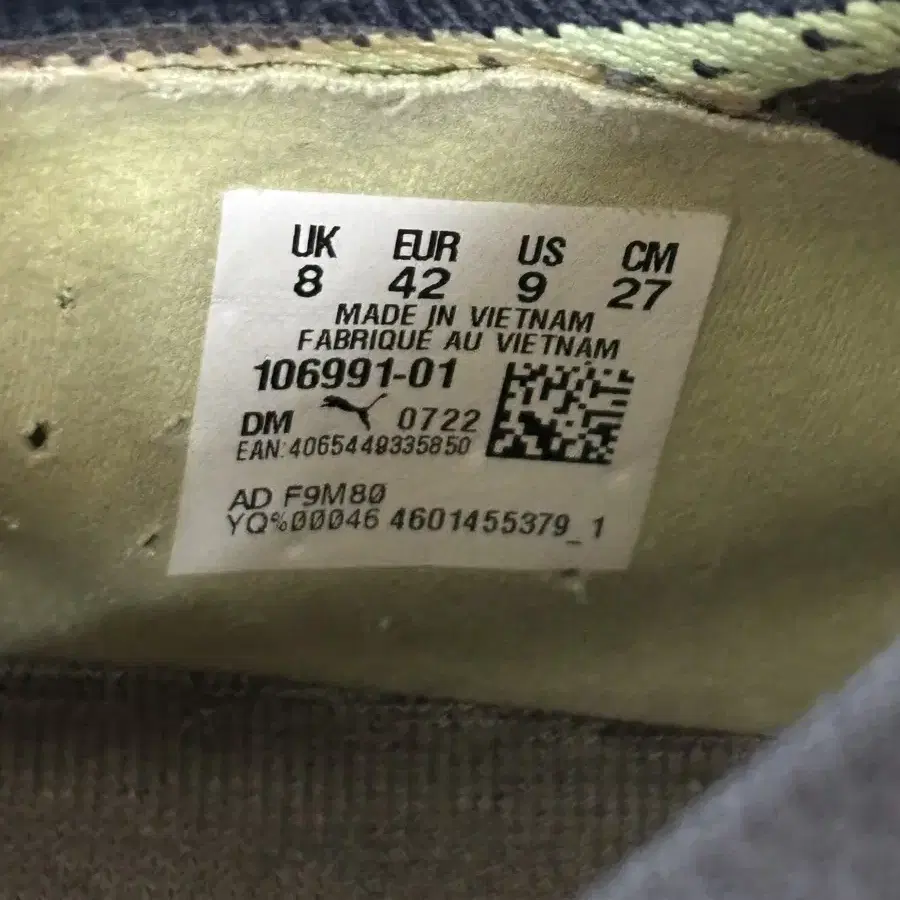 UK EUR US CM
8 42 9 27
MADE IN VIETNAM
FABRIQUÉ AU VIETNAM
106991-01
DM 0722
EAN:4065449335850
AD F9M80
YQ%00046 4601455379_1